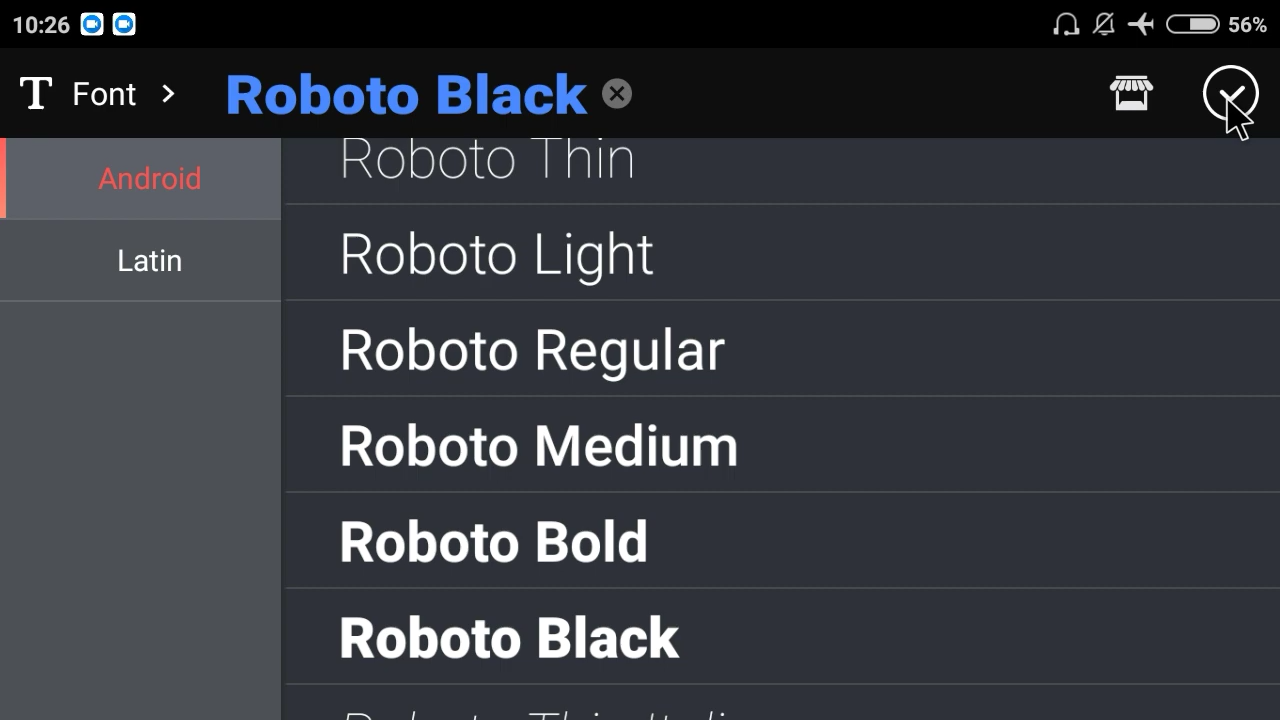 10:26 56%
T Font > Roboto Black
Android
Latin
Roboto Thin
Roboto Light
Roboto Regular
Roboto Medium
Roboto Bold
Roboto Black